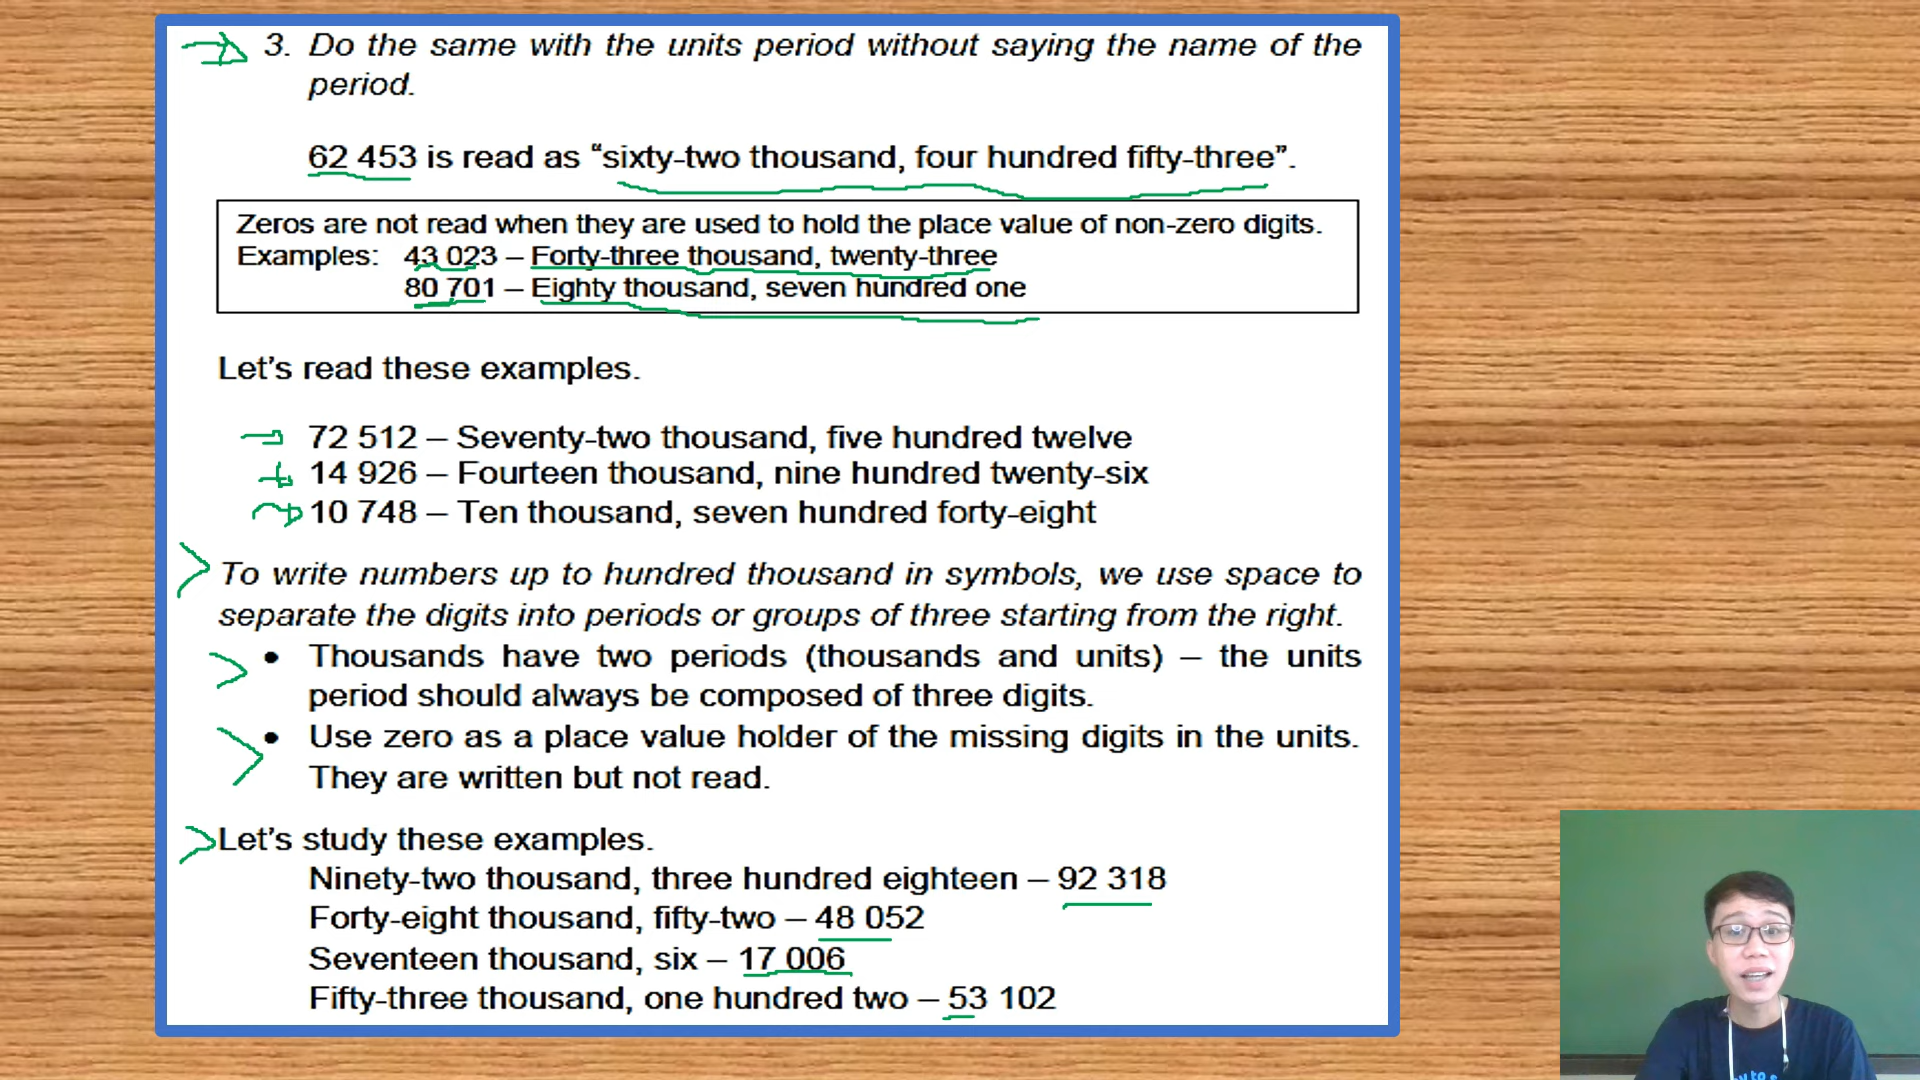 3. Do the same with the units period without saying the name of the
period.
62 453 is read as “sixty-two thousand, four hundred fifty-three”.
Zeros are not read when they are used to hold the place value of non-zero digits.
Examples: 43 023 – Forty-three thousand, twenty-three
80 701 – Eighty thousand, seven hundred one
Let’s read these examples.
72 512 – Seventy-two thousand, five hundred twelve
14 926 – Fourteen thousand, nine hundred twenty-six
10 748 – Ten thousand, seven hundred forty-eight
To write numbers up to hundred thousand in symbols, we use space to
separate the digits into periods or groups of three starting from the right.
• Thousands have two periods (thousands and units) – the units
period should always be composed of three digits.
• Use zero as a place value holder of the missing digits in the units.
They are written but not read.
Let’s study these examples.
Ninety-two thousand, three hundred eighteen – 92 318
Forty-eight thousand, fifty-two – 48 052
Seventeen thousand, six – 17 006
Fifty-three thousand, one hundred two – 53 102